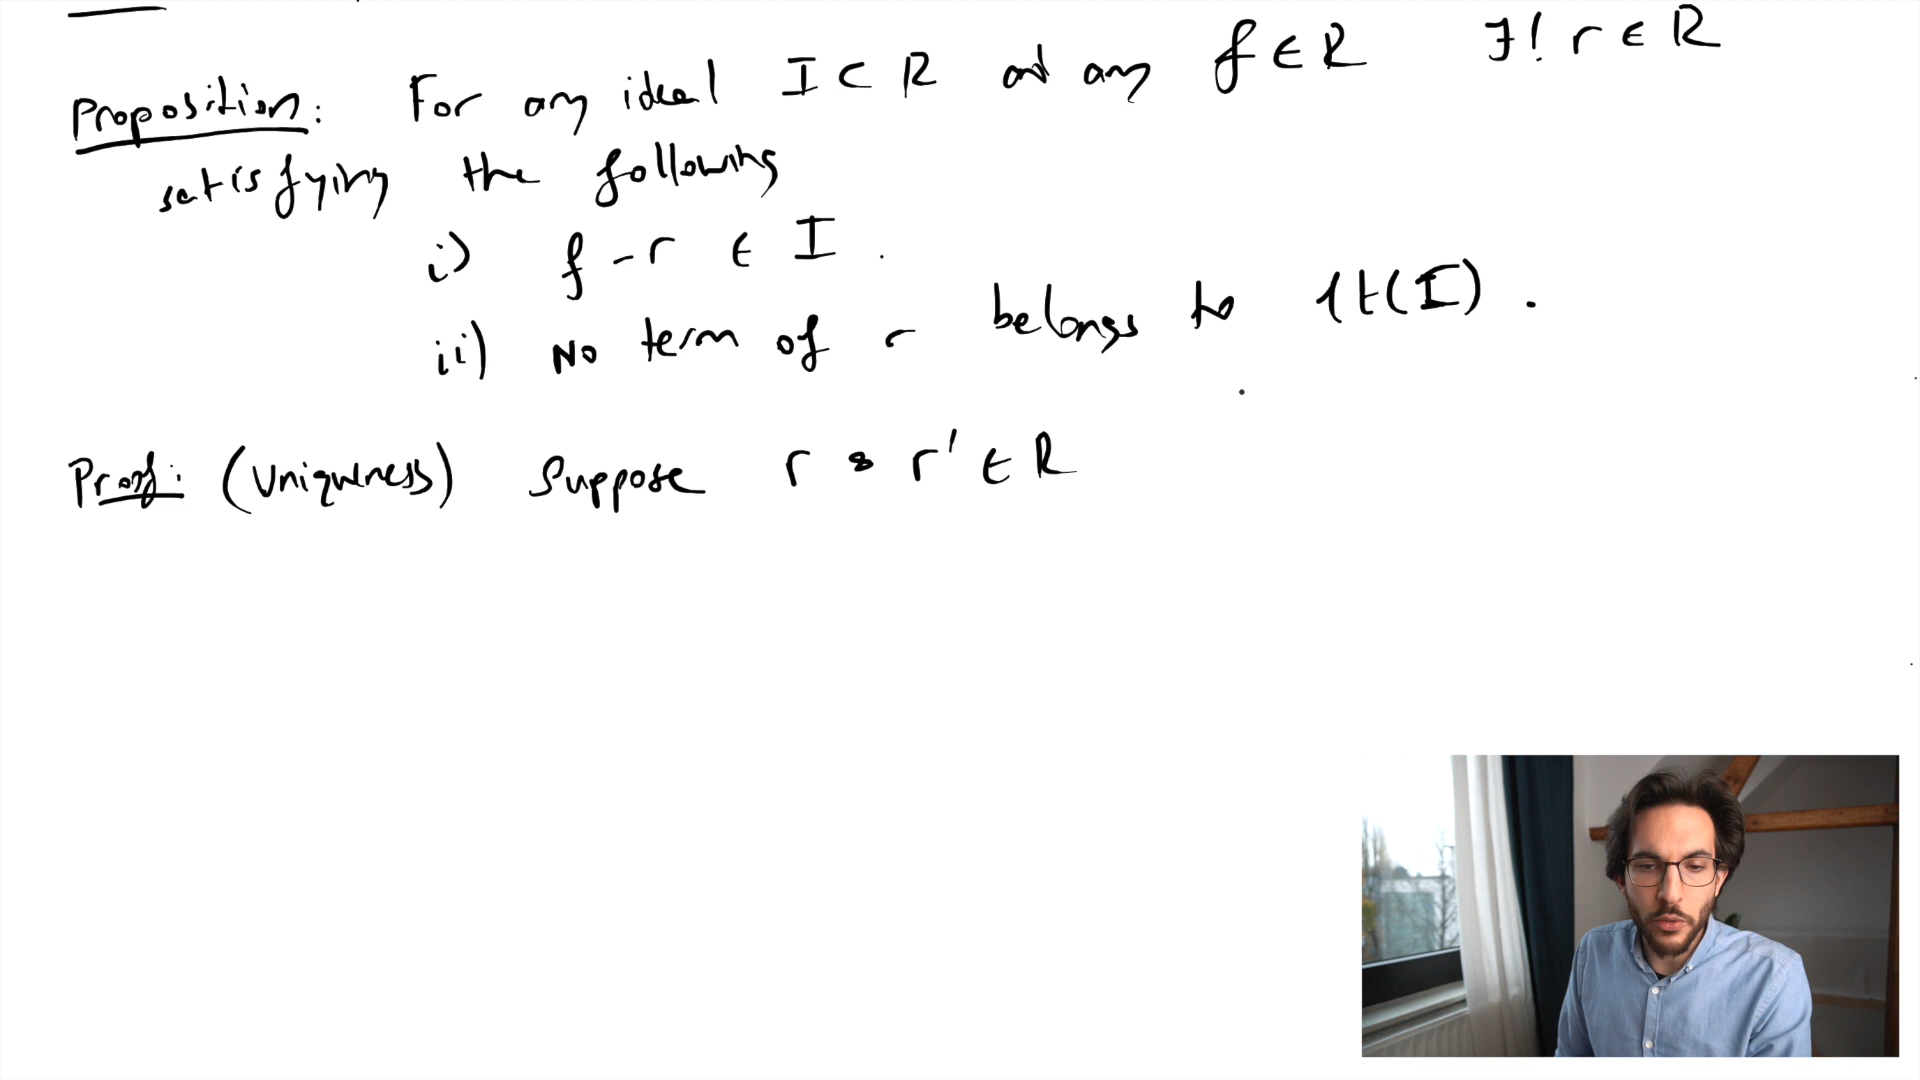 Proposition: For any ideal I ⊂ R and any f ∈ R ∃! r ∈ R
satisfying the following
i) f - r ∈ I.
ii) No term of r belongs to lt(I).
Proof: (Uniqueness) Suppose r & r' ∈ R